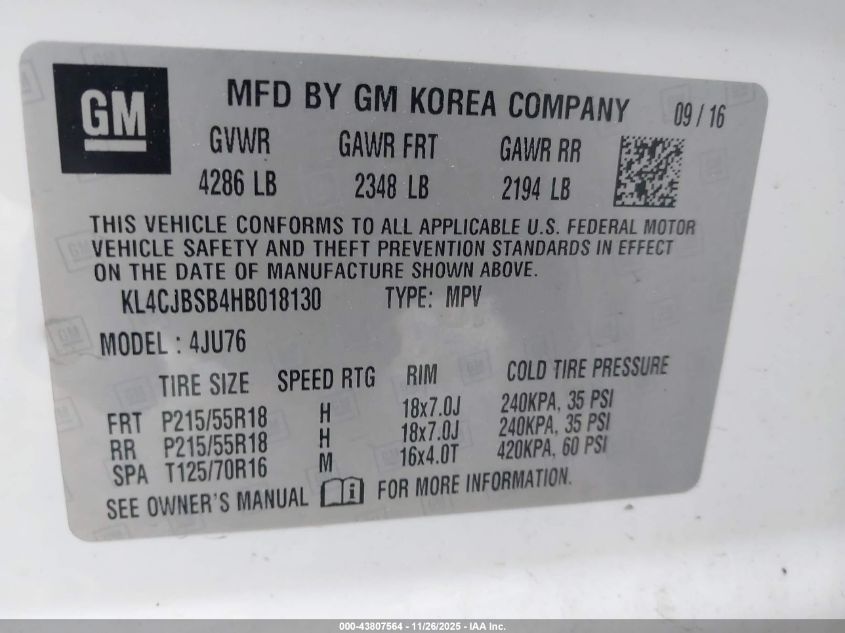 GM
MFD BY GM KOREA COMPANY 09/16
GVWR GAWR FRT GAWR RR
4286 LB 2348 LB 2194 LB
THIS VEHICLE CONFORMS TO ALL APPLICABLE U.S. FEDERAL MOTOR
VEHICLE SAFETY AND THEFT PREVENTION STANDARDS IN EFFECT
ON THE DATE OF MANUFACTURE SHOWN ABOVE.
KL4CJBSB4HB018130 TYPE: MPV
MODEL : 4JU76
TIRE SIZE SPEED RTG RIM COLD TIRE PRESSURE
FRT P215/55R18 H 18x7.0J 240KPA, 35 PSI
RR P215/55R18 H 18x7.0J 240KPA, 35 PSI
SPA T125/70R16 M 16x4.0T 420KPA, 60 PSI
SEE OWNER'S MANUAL FOR MORE INFORMATION.
000-43807564 - 11/26/2025 - IAA Inc.